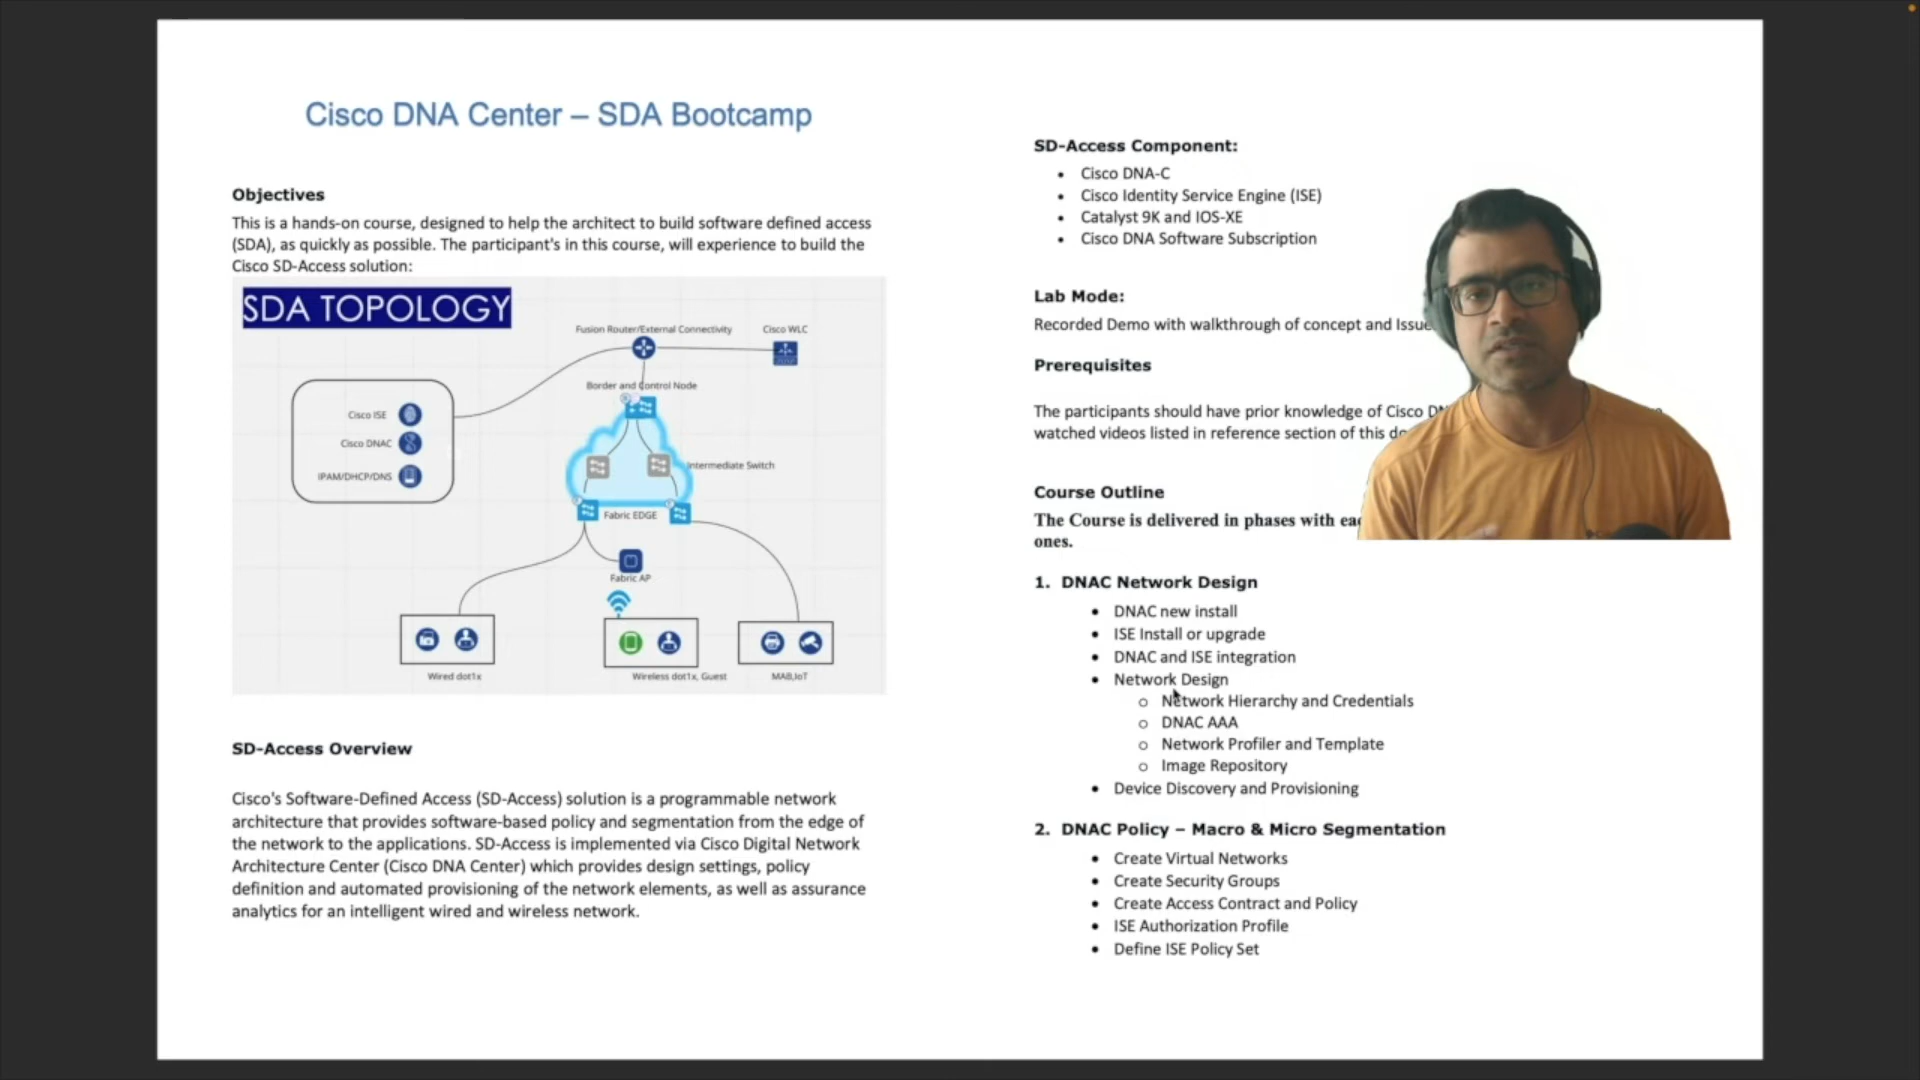 Cisco DNA Center – SDA Bootcamp
Objectives
This is a hands-on course, designed to help the architect to build software defined access
(SDA), as quickly as possible. The participant's in this course, will experience to build the
Cisco SD-Access solution:
SDA TOPOLOGY
Fusion Router/External Connectivity
Cisco WLC
Border and Control Node
Cisco ISE
Cisco DNAC
IPAM/DHCP/DNS
Intermediate Switch
Fabric EDGE
Fabric AP
Wired dot1x
Wireless dot1x, Guest
MAB,IoT
SD-Access Overview
Cisco's Software-Defined Access (SD-Access) solution is a programmable network
architecture that provides software-based policy and segmentation from the edge of
the network to the applications. SD-Access is implemented via Cisco Digital Network
Architecture Center (Cisco DNA Center) which provides design settings, policy
definition and automated provisioning of the network elements, as well as assurance
analytics for an intelligent wired and wireless network.
SD-Access Component:
• Cisco DNA-C
• Cisco Identity Service Engine (ISE)
• Catalyst 9K and IOS-XE
• Cisco DNA Software Subscription
Lab Mode:
Recorded Demo with walkthrough of concept and Issue
Prerequisites
The participants should have prior knowledge of Cisco
watched videos listed in reference section of this
Course Outline
The Course is delivered in phases with
ones.
1. DNAC Network Design
• DNAC new install
• ISE Install or upgrade
• DNAC and ISE integration
• Network Design
o Network Hierarchy and Credentials
o DNAC AAA
o Network Profiler and Template
o Image Repository
• Device Discovery and Provisioning
2. DNAC Policy – Macro & Micro Segmentation
• Create Virtual Networks
• Create Security Groups
• Create Access Contract and Policy
• ISE Authorization Profile
• Define ISE Policy Set